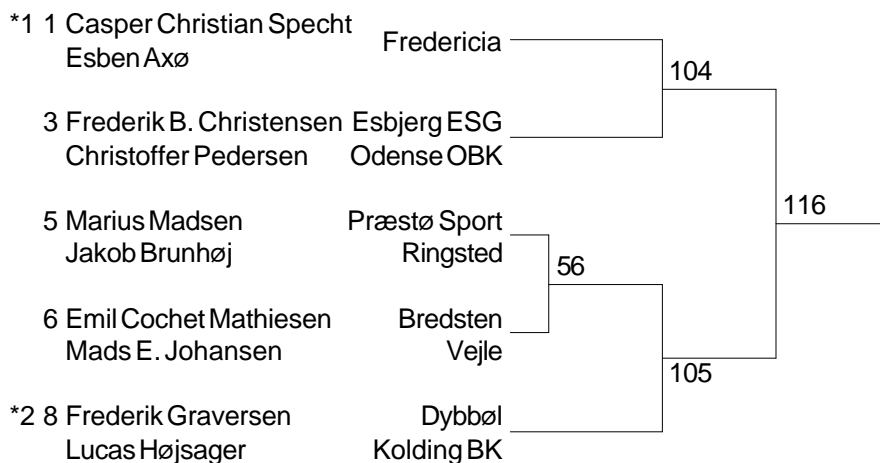 *1 1 Casper Christian Specht Fredericia
Esben Axø
104
3 Frederik B. Christensen Esbjerg ESG
Christoffer Pedersen Odense OBK
116
5 Marius Madsen Præstø Sport
Jakob Brunhøj Ringsted
56
6 Emil Cochet Mathiesen Bredsten
Mads E. Johansen Vejle
105
*2 8 Frederik Graversen Dybbøl
Lucas Højsager Kolding BK